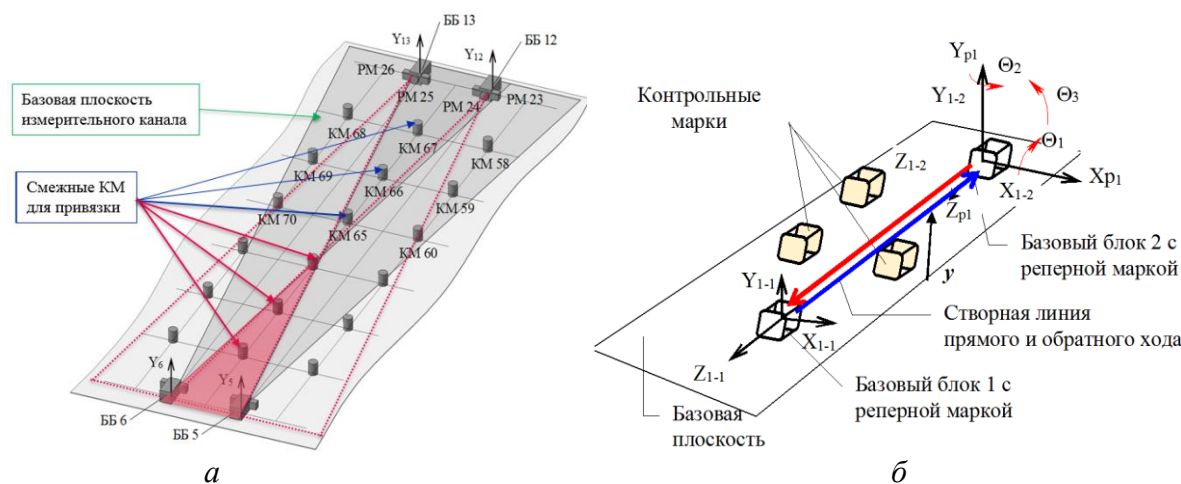 ББ 13
Y13
ББ 12
Y12
РМ 26
РМ 25
РМ 24
РМ 23
Базовая плоскость
измерительного канала
КМ 68
КМ 67
КМ 58
КМ 69
КМ 66
Смежные КМ
для привязки
КМ 70
КМ 65
КМ 59
КМ 60
Y6
Y5
ББ 6
ББ 5
а
Yp1
Θ2
Y1-2
Θ3
Контрольные
марки
Θ1
Z1-2
X1-2
Xp1
Zp1
Базовый блок 2 с
реперной маркой
y
Y1-1
Створная линия
прямого и обратного хода
X1-1
Z1-1
Базовый блок 1 с
реперной маркой
Базовая
плоскость
б